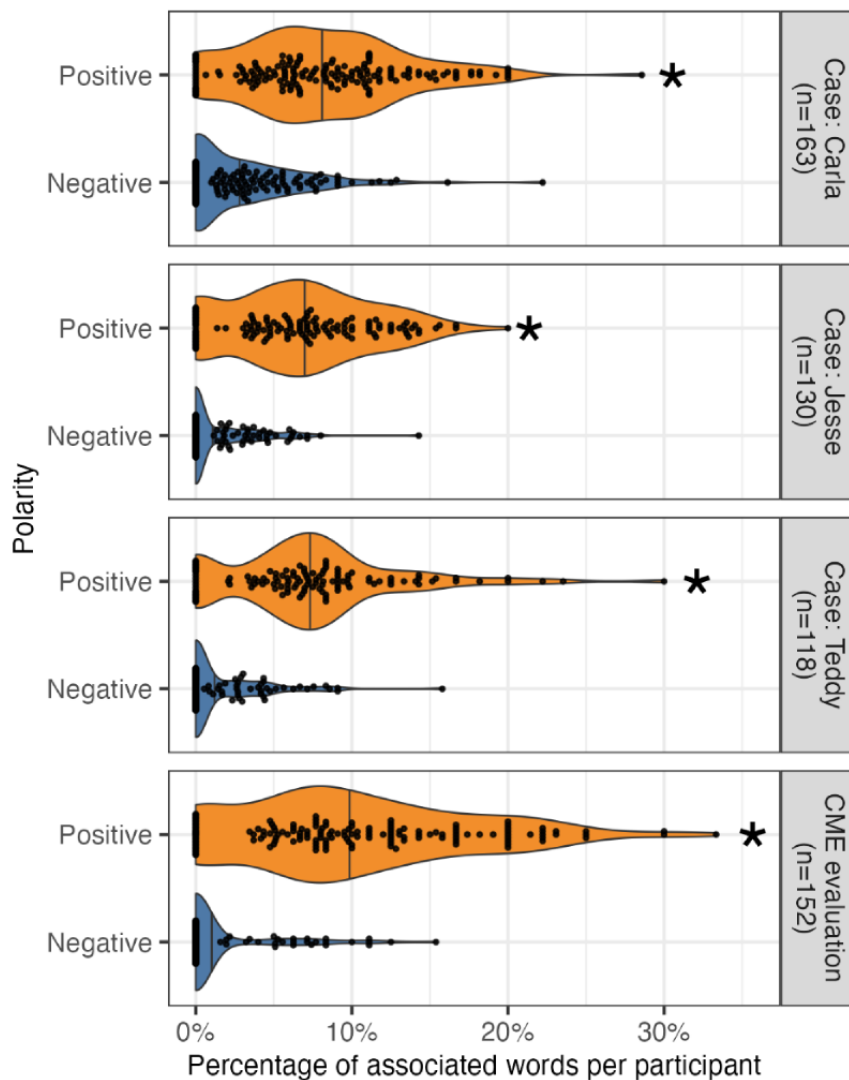 Positive
Negative
Case: Carla
(n=163)
Positive
Negative
Case: Jesse
(n=130)
Positive
Negative
Case: Teddy
(n=118)
Positive
Negative
CME evaluation
(n=152)
Polarity
0% 10% 20% 30%
Percentage of associated words per participant